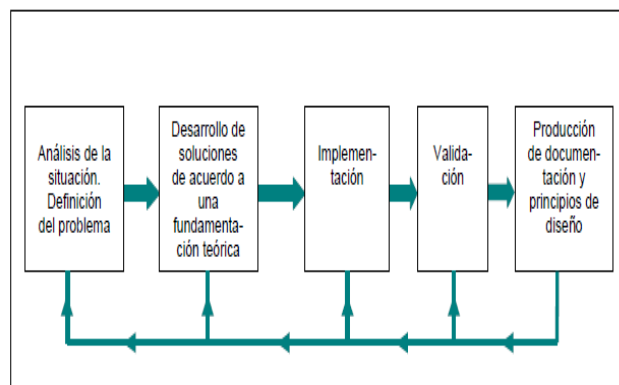 Análisis de la
situación.
Definición
del problema
Desarrollo de
soluciones
de acuerdo a
una
fundamenta-
ción teórica
Implemen-
tación
Valida-
ción
Producción
de documen-
tación y
principios de
diseño